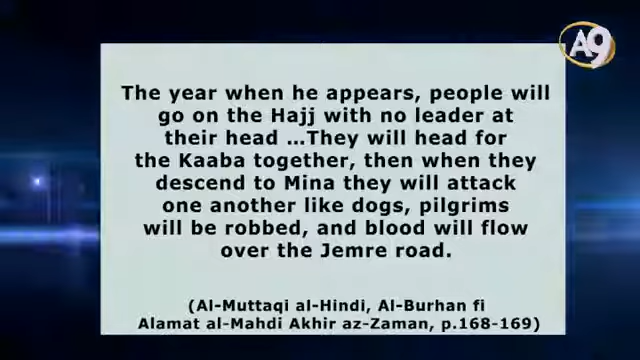 A9
The year when he appears, people will
go on the Hajj with no leader at
their head ...They will head for
the Kaaba together, then when they
descend to Mina they will attack
one another like dogs, pilgrims
will be robbed, and blood will flow
over the Jemre road.
(Al-Muttaqi al-Hindi, Al-Burhan fi
Alamat al-Mahdi Akhir az-Zaman, p.168-169)